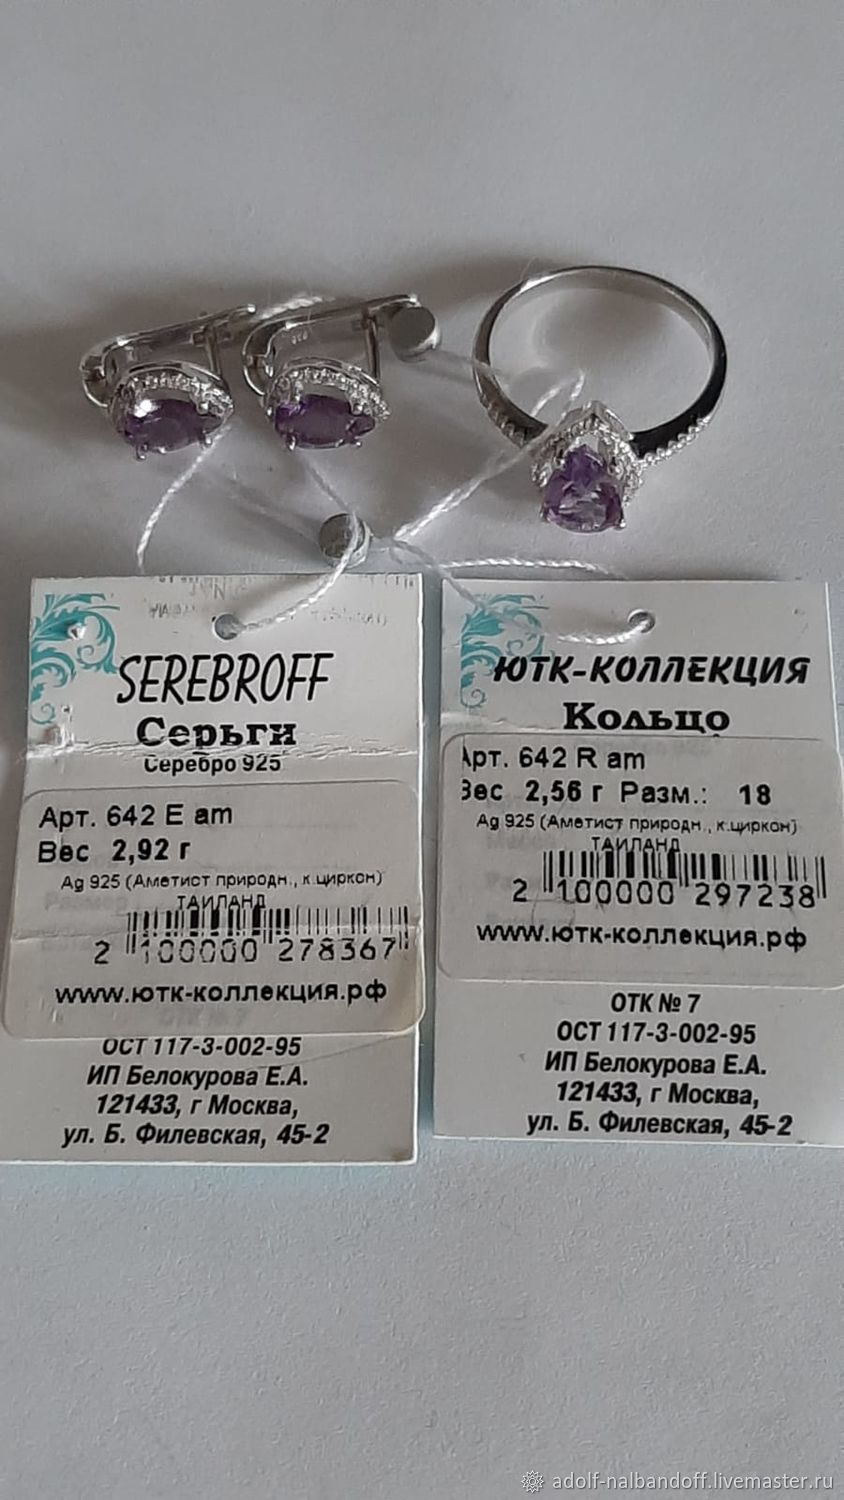 SEREBROFF
Серьги
Серебро 925
Арт. 642 E am
Вес 2,92 г
Ag 925 (Аметист природн., к.циркон)
ТАИЛАНД
2 100000 278367
www.ютк-коллекция.рф
ОСТ 117-3-002-95
ИП Белокурова Е.А.
121433, г Москва,
ул. Б. Филевская, 45-2
ЮТК-КОЛЛЕКЦИЯ
Кольцо
Арт. 642 R am
Вес 2,56 г Разм.: 18
Ag 925 (Аметист природн., к.циркон)
ТАИЛАНД
2 100000 297238
www.ютк-коллекция.рф
ОТК № 7
ОСТ 117-3-002-95
ИП Белокурова Е.А.
121433, г Москва,
ул. Б. Филевская, 45-2
adolf-nalbandoff.livemaster.ru